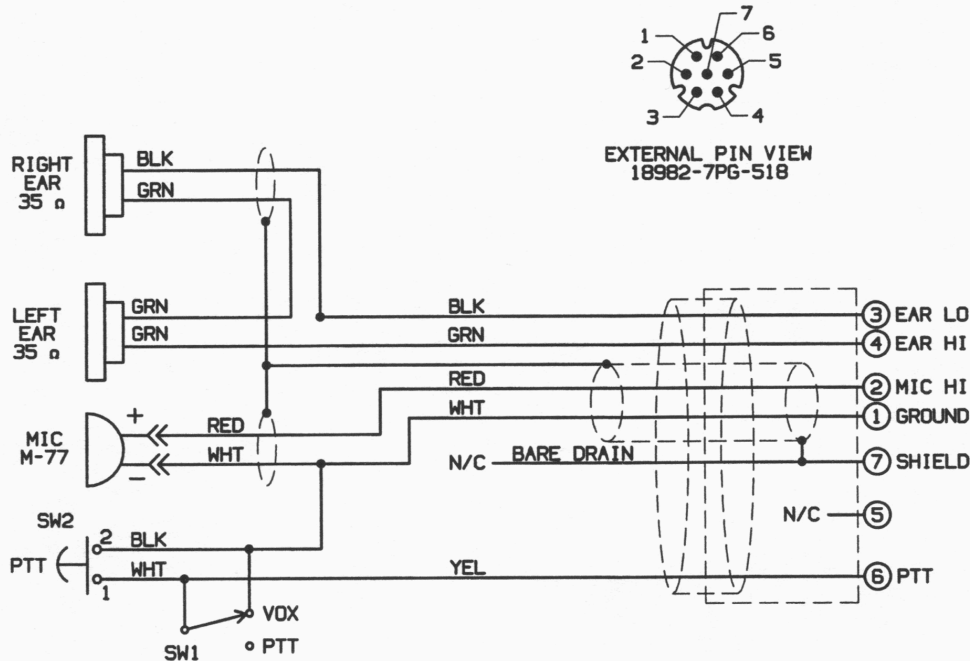 7
1
6
2
5
3
4
EXTERNAL PIN VIEW
18982-7PG-518
RIGHT
EAR
35 Ω
BLK
GRN
LEFT
EAR
35 Ω
GRN
GRN
BLK
3 EAR LO
GRN
4 EAR HI
RED
2 MIC HI
WHT
1 GROUND
MIC
M-77
+
RED
WHT
–
N/C
BARE DRAIN
7 SHIELD
N/C
5
SW2
PTT
2
BLK
WHT
1
YEL
6 PTT
VOX
PTT
SW1